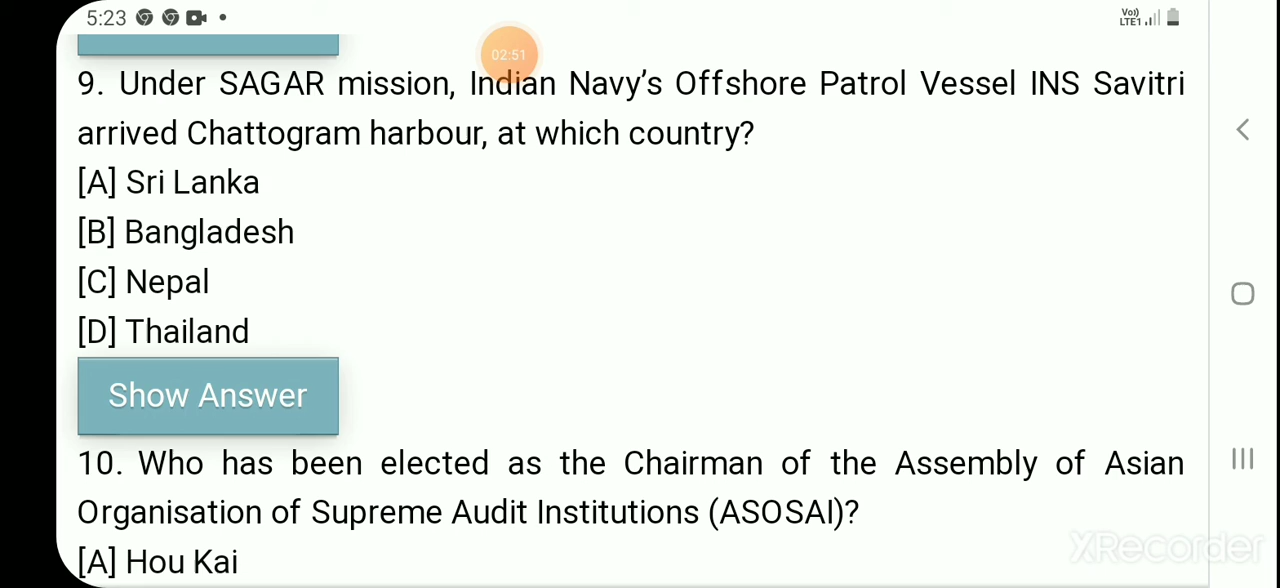 5:23
Vo))
LTE1
02:51
9. Under SAGAR mission, Indian Navy’s Offshore Patrol Vessel INS Savitri
arrived Chattogram harbour, at which country?
[A] Sri Lanka
[B] Bangladesh
[C] Nepal
[D] Thailand
Show Answer
10. Who has been elected as the Chairman of the Assembly of Asian
Organisation of Supreme Audit Institutions (ASOSAI)?
[A] Hou Kai
XRecorder